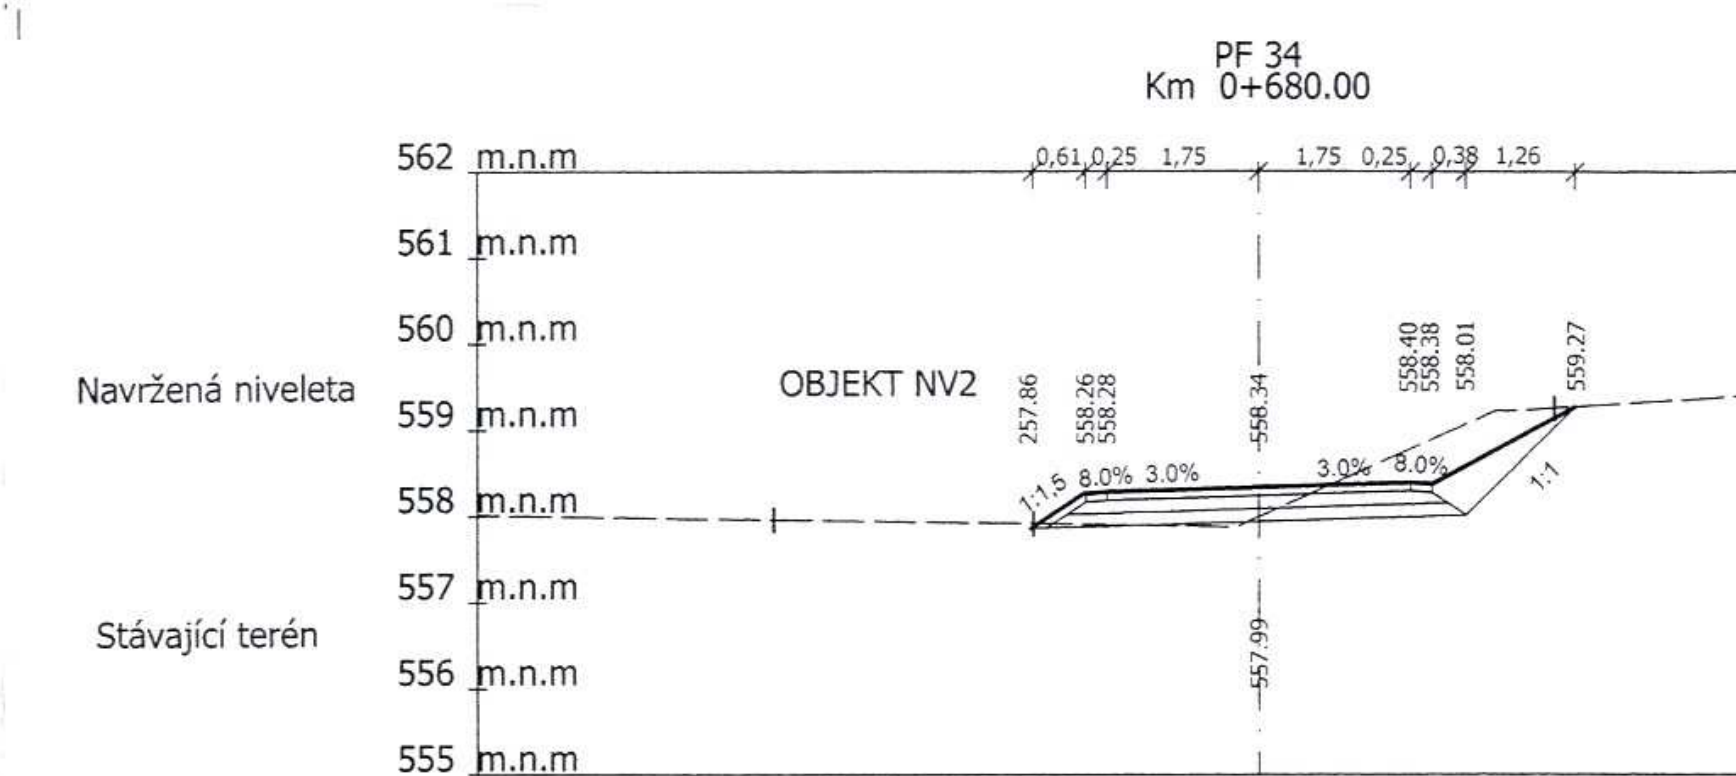 PF 34
Km 0+680.00
562 m.n.m
0,61 0,25 1,75 1,75 0,25 0,38 1,26
561 m.n.m
560 m.n.m
Navržená niveleta
OBJEKT NV2
559 m.n.m
257.86
558.26
558.28
558.34
558.40
558.38
558.01
559.27
1:1,5 8.0% 3.0% 3.0% 8.0% 1:1
558 m.n.m
557 m.n.m
Stávající terén
557.99
556 m.n.m
555 m.n.m